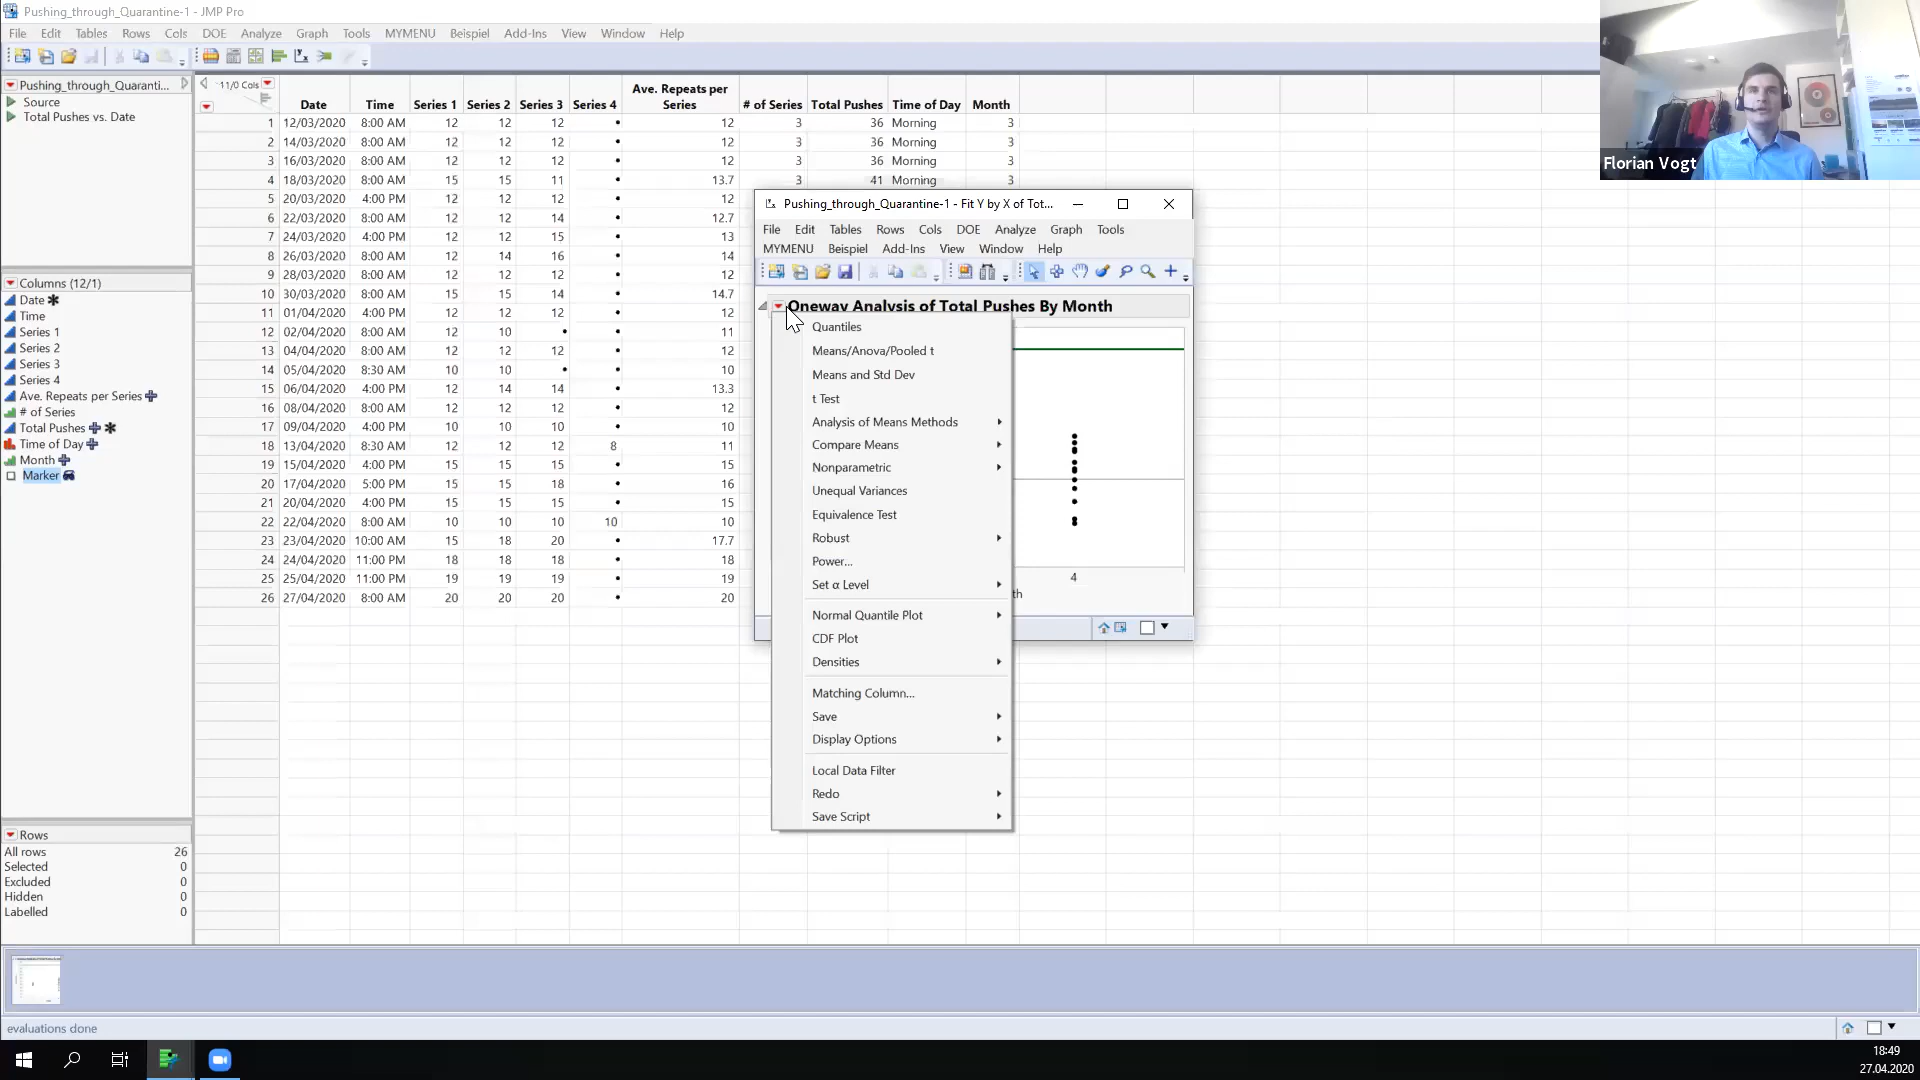 Pushing_through_Quarantine-1 - JMP Pro
File Edit Tables Rows Cols DOE Analyze Graph Tools MYMENU Beispiel Add-Ins View Window Help
Pushing_through_Quaranti...
Source
Total Pushes vs. Date
Columns (12/1)
Date
Time
Series 1
Series 2
Series 3
Series 4
Ave. Repeats per Series
# of Series
Total Pushes
Time of Day
Month
Marker
Rows
All rows 26
Selected 0
Excluded 0
Hidden 0
Labelled 0
11/0 Cols
Date Time Series 1 Series 2 Series 3 Series 4 Ave. Repeats per Series # of Series Total Pushes Time of Day Month
1 12/03/2020 8:00 AM 12 12 12 • 12 3 36 Morning 3
2 14/03/2020 8:00 AM 12 12 12 • 12 3 36 Morning 3
3 16/03/2020 8:00 AM 12 12 12 • 12 3 36 Morning 3
4 18/03/2020 8:00 AM 15 15 11 • 13.7 3 41 Morning 3
5 20/03/2020 4:00 PM 12 12 12 • 12
6 22/03/2020 8:00 AM 12 12 14 • 12.7
7 24/03/2020 4:00 PM 12 12 15 • 13
8 26/03/2020 8:00 AM 12 14 16 • 14
9 28/03/2020 8:00 AM 12 12 12 • 12
10 30/03/2020 8:00 AM 15 15 14 • 14.7
11 01/04/2020 4:00 PM 12 12 12 • 12
12 02/04/2020 8:00 AM 12 10 • • 11
13 04/04/2020 8:00 AM 12 12 12 • 12
14 05/04/2020 8:30 AM 10 10 • • 10
15 06/04/2020 4:00 PM 12 14 14 • 13.3
16 08/04/2020 8:00 AM 12 12 12 • 12
17 09/04/2020 4:00 PM 10 10 10 • 10
18 13/04/2020 8:30 AM 12 12 12 8 11
19 15/04/2020 4:00 PM 15 15 15 • 15
20 17/04/2020 5:00 PM 15 15 18 • 16
21 20/04/2020 4:00 PM 15 15 15 • 15
22 22/04/2020 8:00 AM 10 10 10 10 10
23 23/04/2020 10:00 AM 15 18 20 • 17.7
24 24/04/2020 11:00 PM 18 18 18 • 18
25 25/04/2020 11:00 PM 19 19 19 • 19
26 27/04/2020 8:00 AM 20 20 20 • 20
Pushing_through_Quarantine-1 - Fit Y by X of Tot...
File Edit Tables Rows Cols DOE Analyze Graph Tools
MYMENU Beispiel Add-Ins View Window Help
Oneway Analysis of Total Pushes By Month
Quantiles
Means/Anova/Pooled t
Means and Std Dev
t Test
Analysis of Means Methods
Compare Means
Nonparametric
Unequal Variances
Equivalence Test
Robust
Power...
Set α Level
Normal Quantile Plot
CDF Plot
Densities
Matching Column...
Save
Display Options
Local Data Filter
Redo
Save Script
4
th
Florian Vogt
evaluations done
18:49
27.04.2020